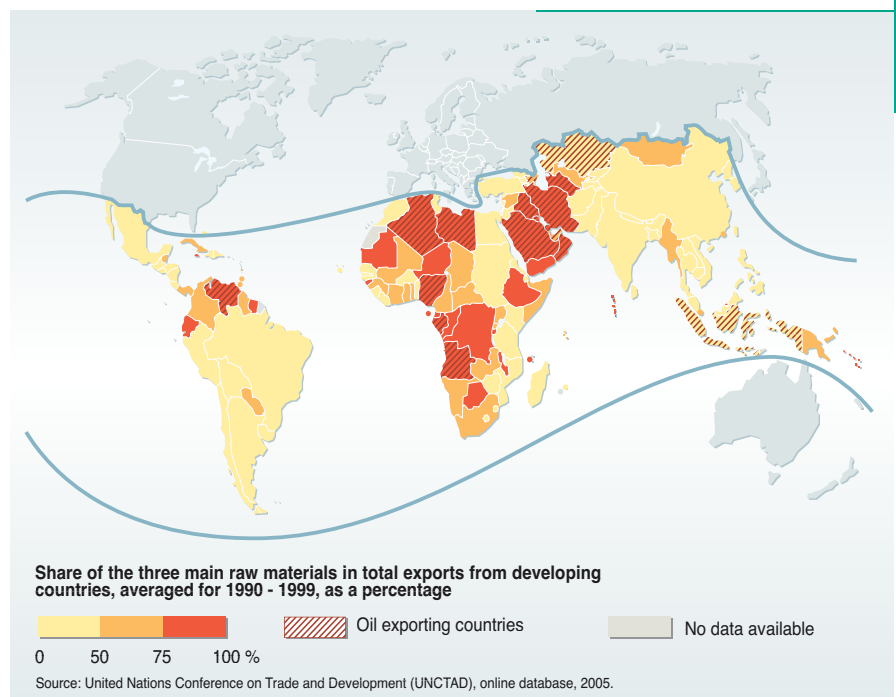 Share of the three main raw materials in total exports from developing
countries, averaged for 1990 - 1999, as a percentage
Oil exporting countries
No data available
0 50 75 100 %
Source: United Nations Conference on Trade and Development (UNCTAD), online database, 2005.